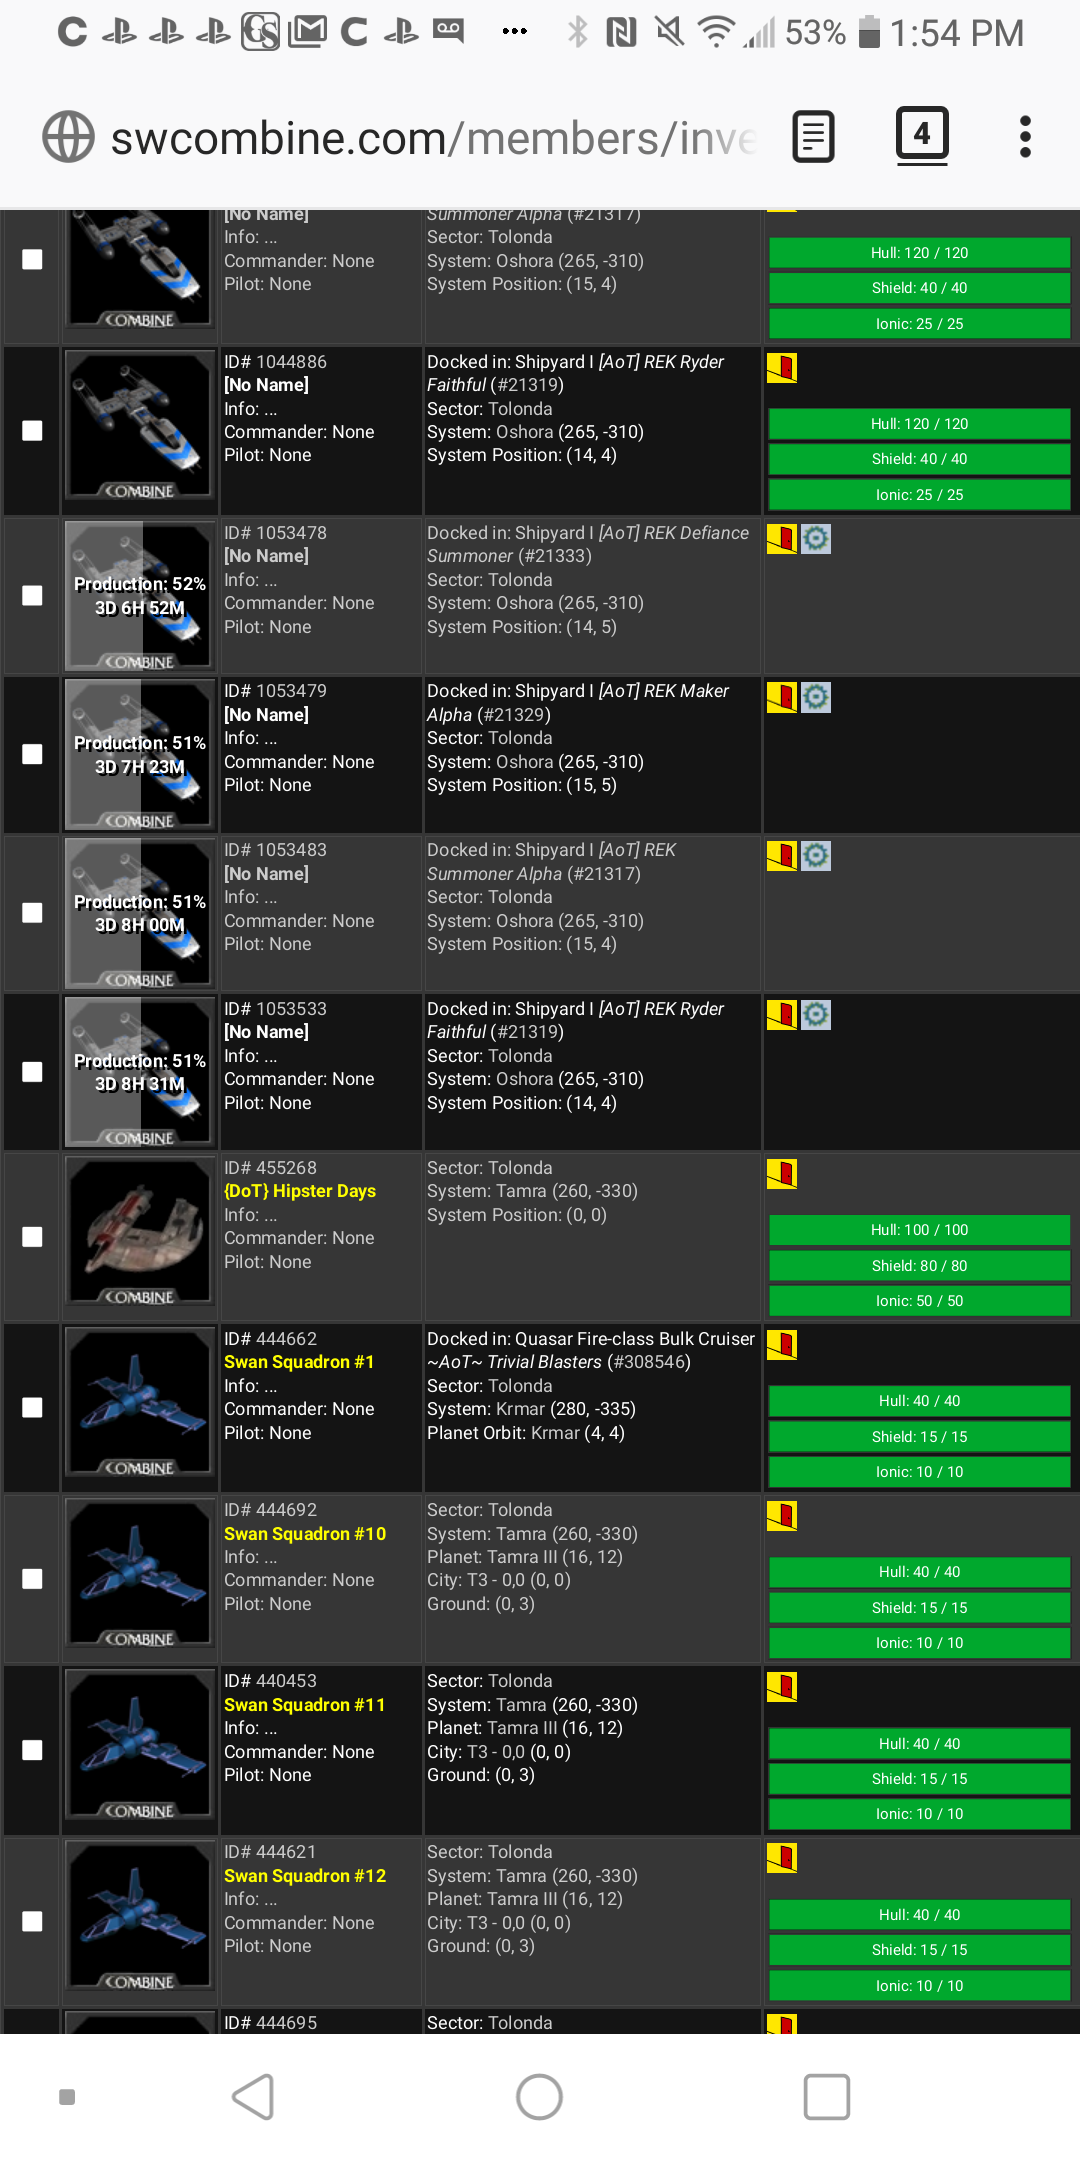 53% 1:54 PM
swcombine.com/members/inve
4
[No Name]
Info: ...
Commander: None
Pilot: None
COMBINE
Summoner Alpha (#21317)
Sector: Tolonda
System: Oshora (265, -310)
System Position: (15, 4)
Hull: 120 / 120
Shield: 40 / 40
Ionic: 25 / 25
COMBINE
ID# 1044886
[No Name]
Info: ...
Commander: None
Pilot: None
Docked in: Shipyard I [AoT] REK Ryder
Faithful (#21319)
Sector: Tolonda
System: Oshora (265, -310)
System Position: (14, 4)
Hull: 120 / 120
Shield: 40 / 40
Ionic: 25 / 25
Production: 52%
3D 6H 52M
COMBINE
ID# 1053478
[No Name]
Info: ...
Commander: None
Pilot: None
Docked in: Shipyard I [AoT] REK Defiance
Summoner (#21333)
Sector: Tolonda
System: Oshora (265, -310)
System Position: (14, 5)
Production: 51%
3D 7H 23M
COMBINE
ID# 1053479
[No Name]
Info: ...
Commander: None
Pilot: None
Docked in: Shipyard I [AoT] REK Maker
Alpha (#21329)
Sector: Tolonda
System: Oshora (265, -310)
System Position: (15, 5)
Production: 51%
3D 8H 00M
COMBINE
ID# 1053483
[No Name]
Info: ...
Commander: None
Pilot: None
Docked in: Shipyard I [AoT] REK
Summoner Alpha (#21317)
Sector: Tolonda
System: Oshora (265, -310)
System Position: (15, 4)
Production: 51%
3D 8H 31M
COMBINE
ID# 1053533
[No Name]
Info: ...
Commander: None
Pilot: None
Docked in: Shipyard I [AoT] REK Ryder
Faithful (#21319)
Sector: Tolonda
System: Oshora (265, -310)
System Position: (14, 4)
COMBINE
ID# 455268
{DoT} Hipster Days
Info: ...
Commander: None
Pilot: None
Sector: Tolonda
System: Tamra (260, -330)
System Position: (0, 0)
Hull: 100 / 100
Shield: 80 / 80
Ionic: 50 / 50
COMBINE
ID# 444662
Swan Squadron #1
Info: ...
Commander: None
Pilot: None
Docked in: Quasar Fire-class Bulk Cruiser
~AoT~ Trivial Blasters (#308546)
Sector: Tolonda
System: Krmar (280, -335)
Planet Orbit: Krmar (4, 4)
Hull: 40 / 40
Shield: 15 / 15
Ionic: 10 / 10
COMBINE
ID# 444692
Swan Squadron #10
Info: ...
Commander: None
Pilot: None
Sector: Tolonda
System: Tamra (260, -330)
Planet: Tamra III (16, 12)
City: T3 - 0,0 (0, 0)
Ground: (0, 3)
Hull: 40 / 40
Shield: 15 / 15
Ionic: 10 / 10
COMBINE
ID# 440453
Swan Squadron #11
Info: ...
Commander: None
Pilot: None
Sector: Tolonda
System: Tamra (260, -330)
Planet: Tamra III (16, 12)
City: T3 - 0,0 (0, 0)
Ground: (0, 3)
Hull: 40 / 40
Shield: 15 / 15
Ionic: 10 / 10
COMBINE
ID# 444621
Swan Squadron #12
Info: ...
Commander: None
Pilot: None
Sector: Tolonda
System: Tamra (260, -330)
Planet: Tamra III (16, 12)
City: T3 - 0,0 (0, 0)
Ground: (0, 3)
Hull: 40 / 40
Shield: 15 / 15
Ionic: 10 / 10
ID# 444695
Sector: Tolonda